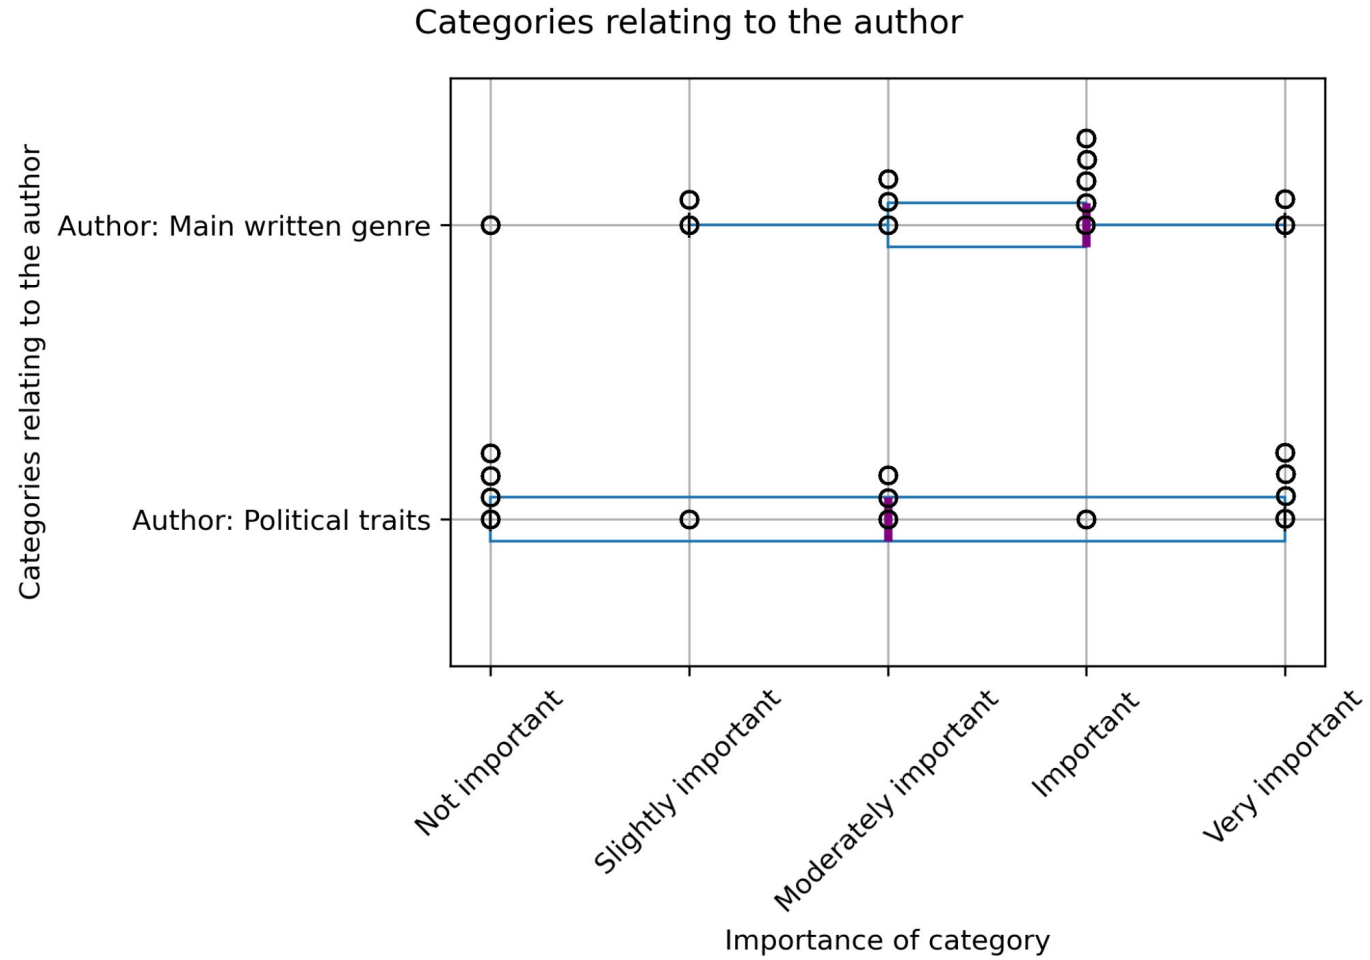 Categories relating to the author
Categories relating to the author
Author: Main written genre
Author: Political traits
Not important
Slightly important
Moderately important
Important
Very important
Importance of category